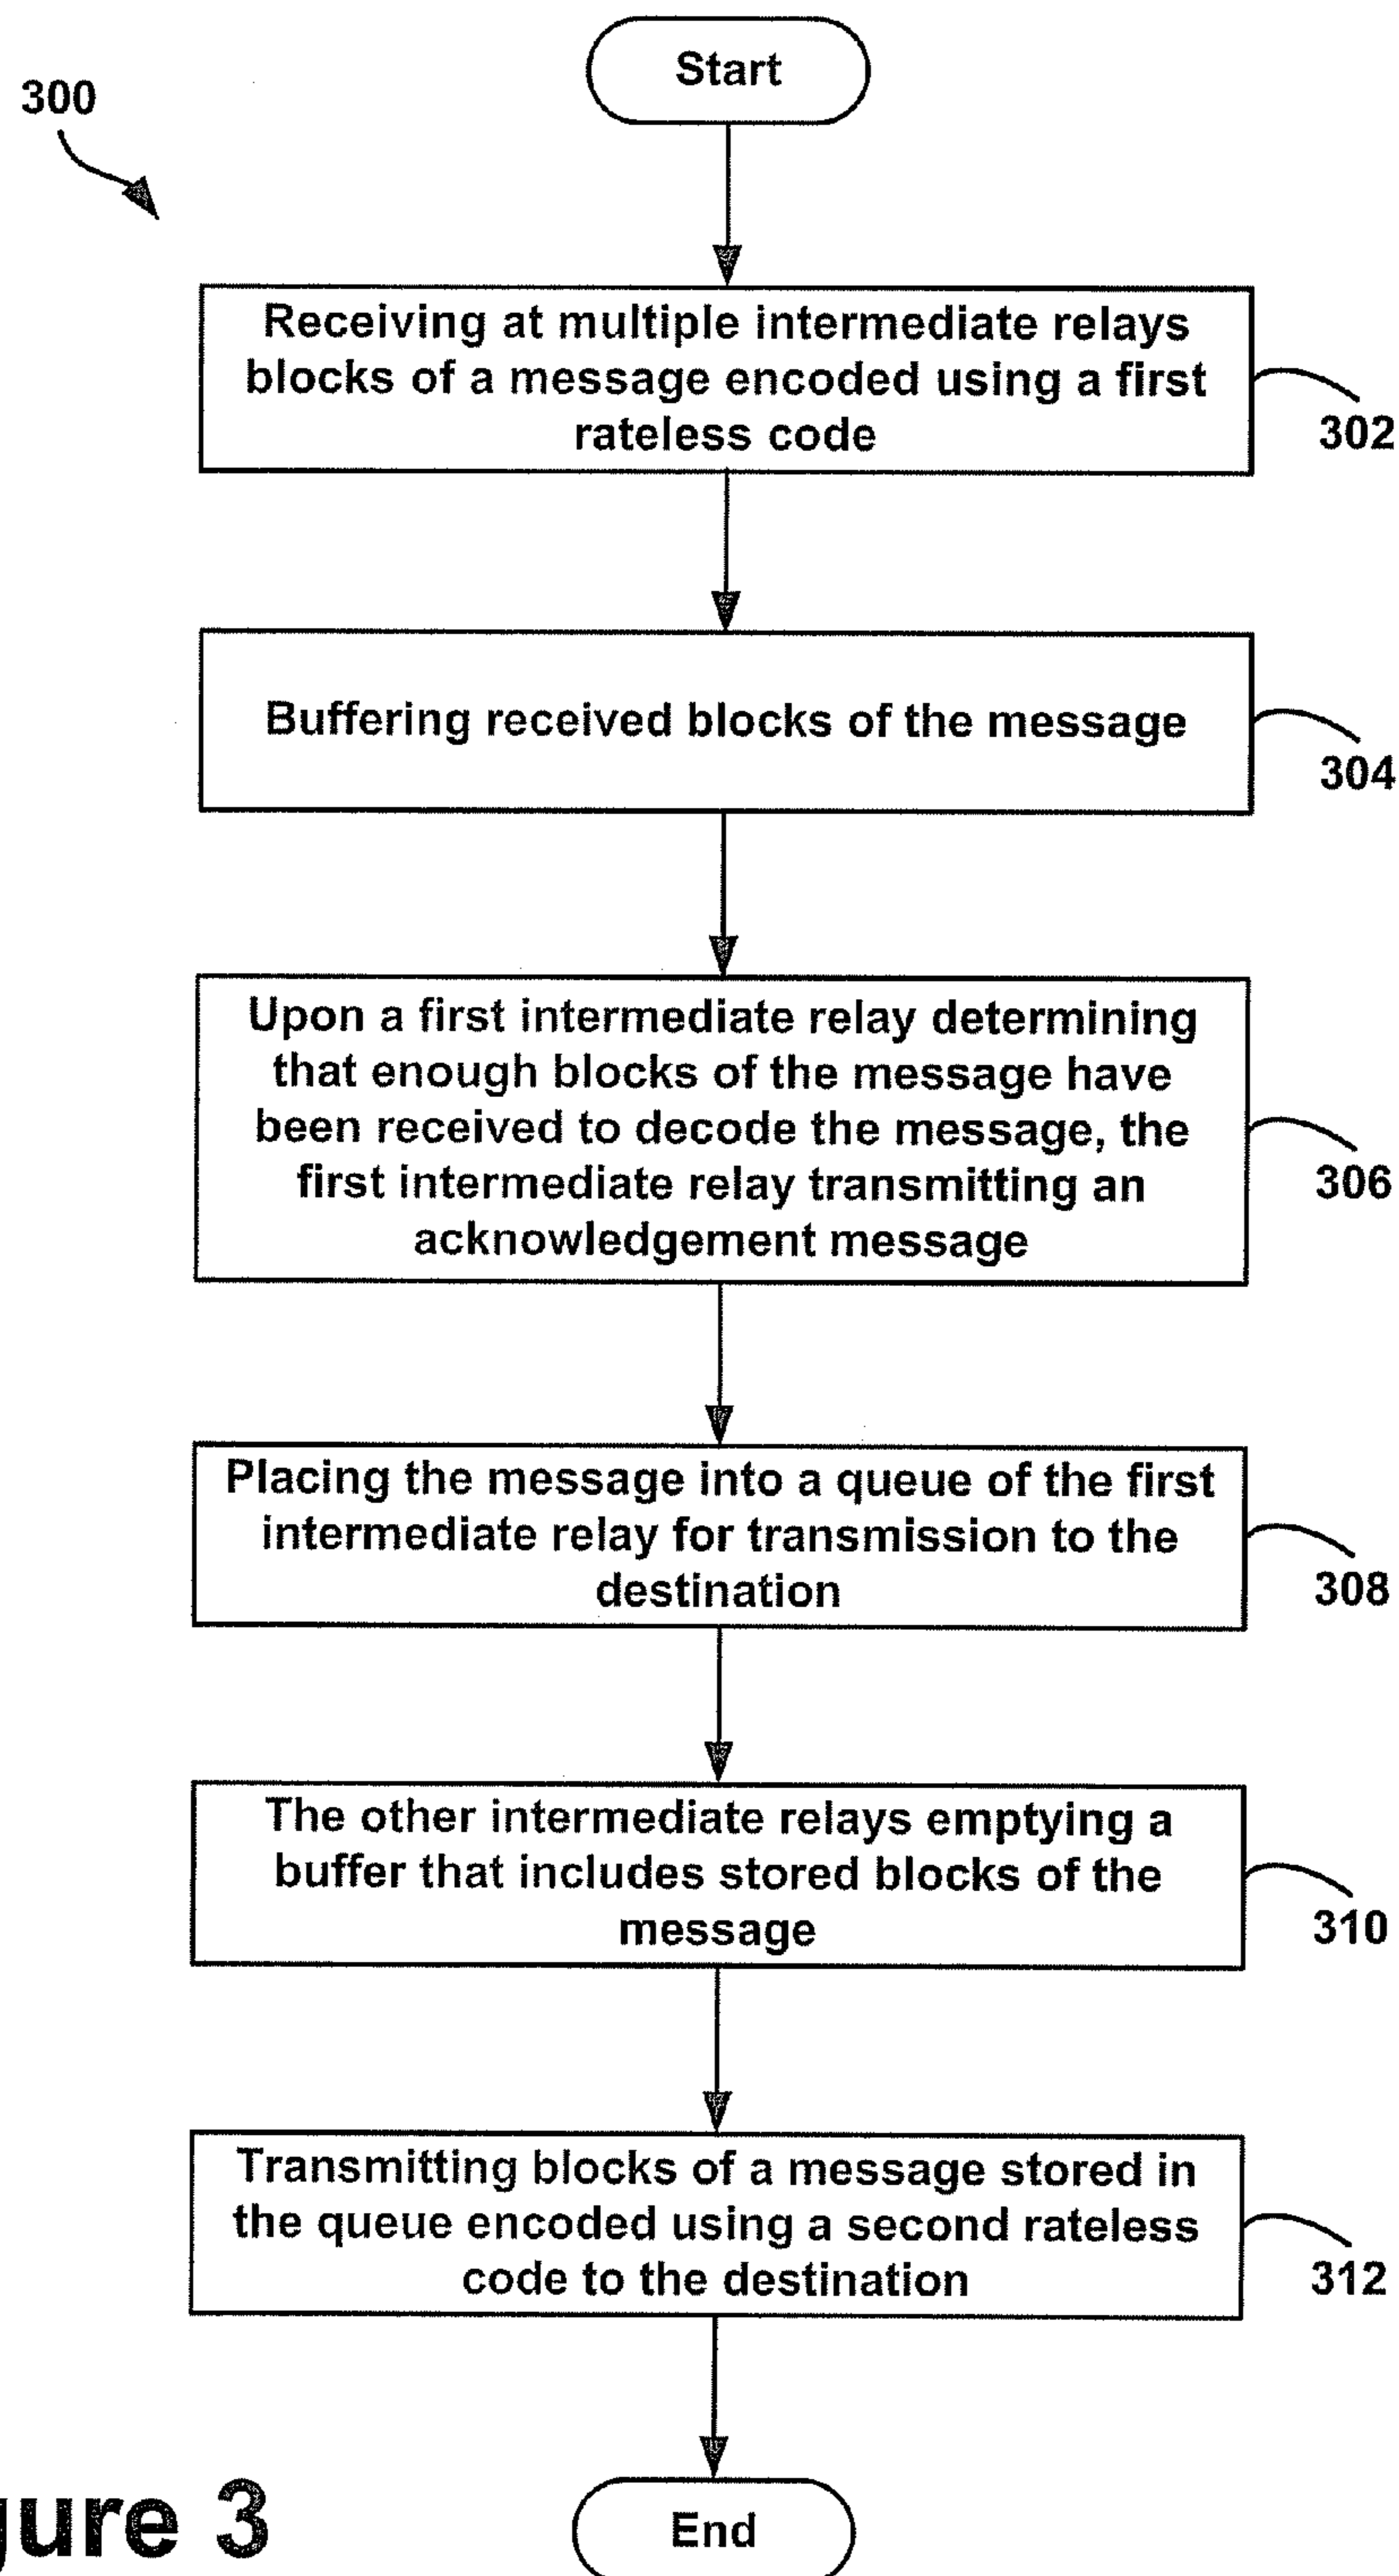 Start
300
Receiving at multiple intermediate relays
blocks of a message encoded using a first
rateless code
302
Buffering received blocks of the message
304
Upon a first intermediate relay determining
that enough blocks of the message have
been received to decode the message, the
first intermediate relay transmitting an
acknowledgement message
306
Placing the message into a queue of the first
intermediate relay for transmission to the
destination
308
The other intermediate relays emptying a
buffer that includes stored blocks of the
message
310
Transmitting blocks of a message stored in
the queue encoded using a second rateless
code to the destination
312
gure 3
End